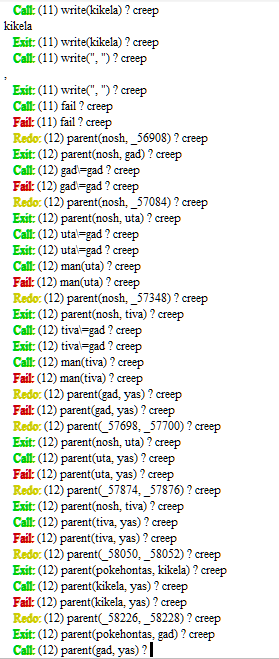 Call: (11) write(kikela) ? creep
kikela
Exit: (11) write(kikela) ? creep
Call: (11) write(", ") ? creep
,
Exit: (11) write(", ") ? creep
Call: (11) fail ? creep
Fail: (11) fail ? creep
Redo: (12) parent(nosh, _56908) ? creep
Exit: (12) parent(nosh, gad) ? creep
Call: (12) gad\=gad ? creep
Fail: (12) gad\=gad ? creep
Redo: (12) parent(nosh, _57084) ? creep
Exit: (12) parent(nosh, uta) ? creep
Call: (12) uta\=gad ? creep
Exit: (12) uta\=gad ? creep
Call: (12) man(uta) ? creep
Fail: (12) man(uta) ? creep
Redo: (12) parent(nosh, _57348) ? creep
Exit: (12) parent(nosh, tiva) ? creep
Call: (12) tiva\=gad ? creep
Exit: (12) tiva\=gad ? creep
Call: (12) man(tiva) ? creep
Fail: (12) man(tiva) ? creep
Redo: (12) parent(gad, yas) ? creep
Fail: (12) parent(gad, yas) ? creep
Redo: (12) parent(_57698, _57700) ? creep
Exit: (12) parent(nosh, uta) ? creep
Call: (12) parent(uta, yas) ? creep
Fail: (12) parent(uta, yas) ? creep
Redo: (12) parent(_57874, _57876) ? creep
Exit: (12) parent(nosh, tiva) ? creep
Call: (12) parent(tiva, yas) ? creep
Fail: (12) parent(tiva, yas) ? creep
Redo: (12) parent(_58050, _58052) ? creep
Exit: (12) parent(pokehontas, kikela) ? creep
Call: (12) parent(kikela, yas) ? creep
Fail: (12) parent(kikela, yas) ? creep
Redo: (12) parent(_58226, _58228) ? creep
Exit: (12) parent(pokehontas, gad) ? creep
Call: (12) parent(gad, yas) ?